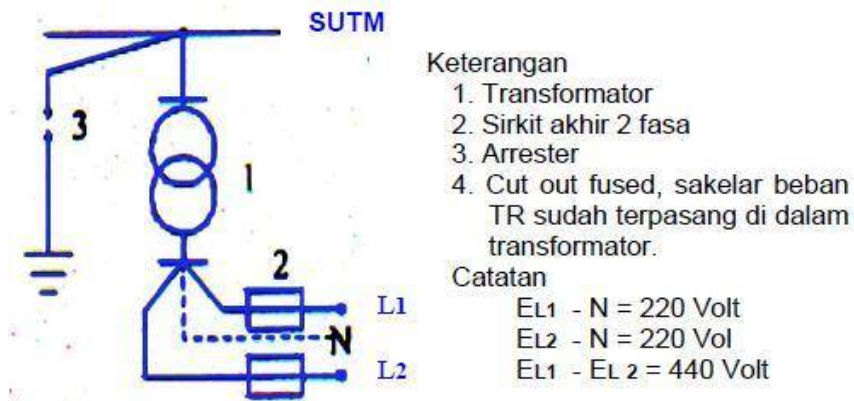 SUTM
3
1
2
L1
N
L2
Keterangan
1. Transformator
2. Sirkit akhir 2 fasa
3. Arrester
4. Cut out fused, sakelar beban
TR sudah terpasang di dalam
transformator.
Catatan
EL1 - N = 220 Volt
EL2 - N = 220 Vol
EL1 - EL 2 = 440 Volt